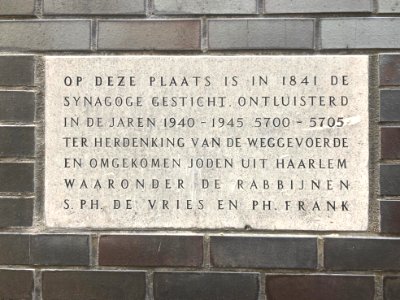 OP DEZE PLAATS IS IN 1841 DE
SYNAGOGE GESTICHT. ONTLUISTERD
IN DE JAREN 1940 - 1945 5700 - 5705
TER HERDENKING VAN DE WEGGEVOERDE
EN OMGEKOMEN JODEN UIT HAARLEM
WAARONDER DE RABBIJNEN
S. PH. DE VRIES EN PH. FRANK